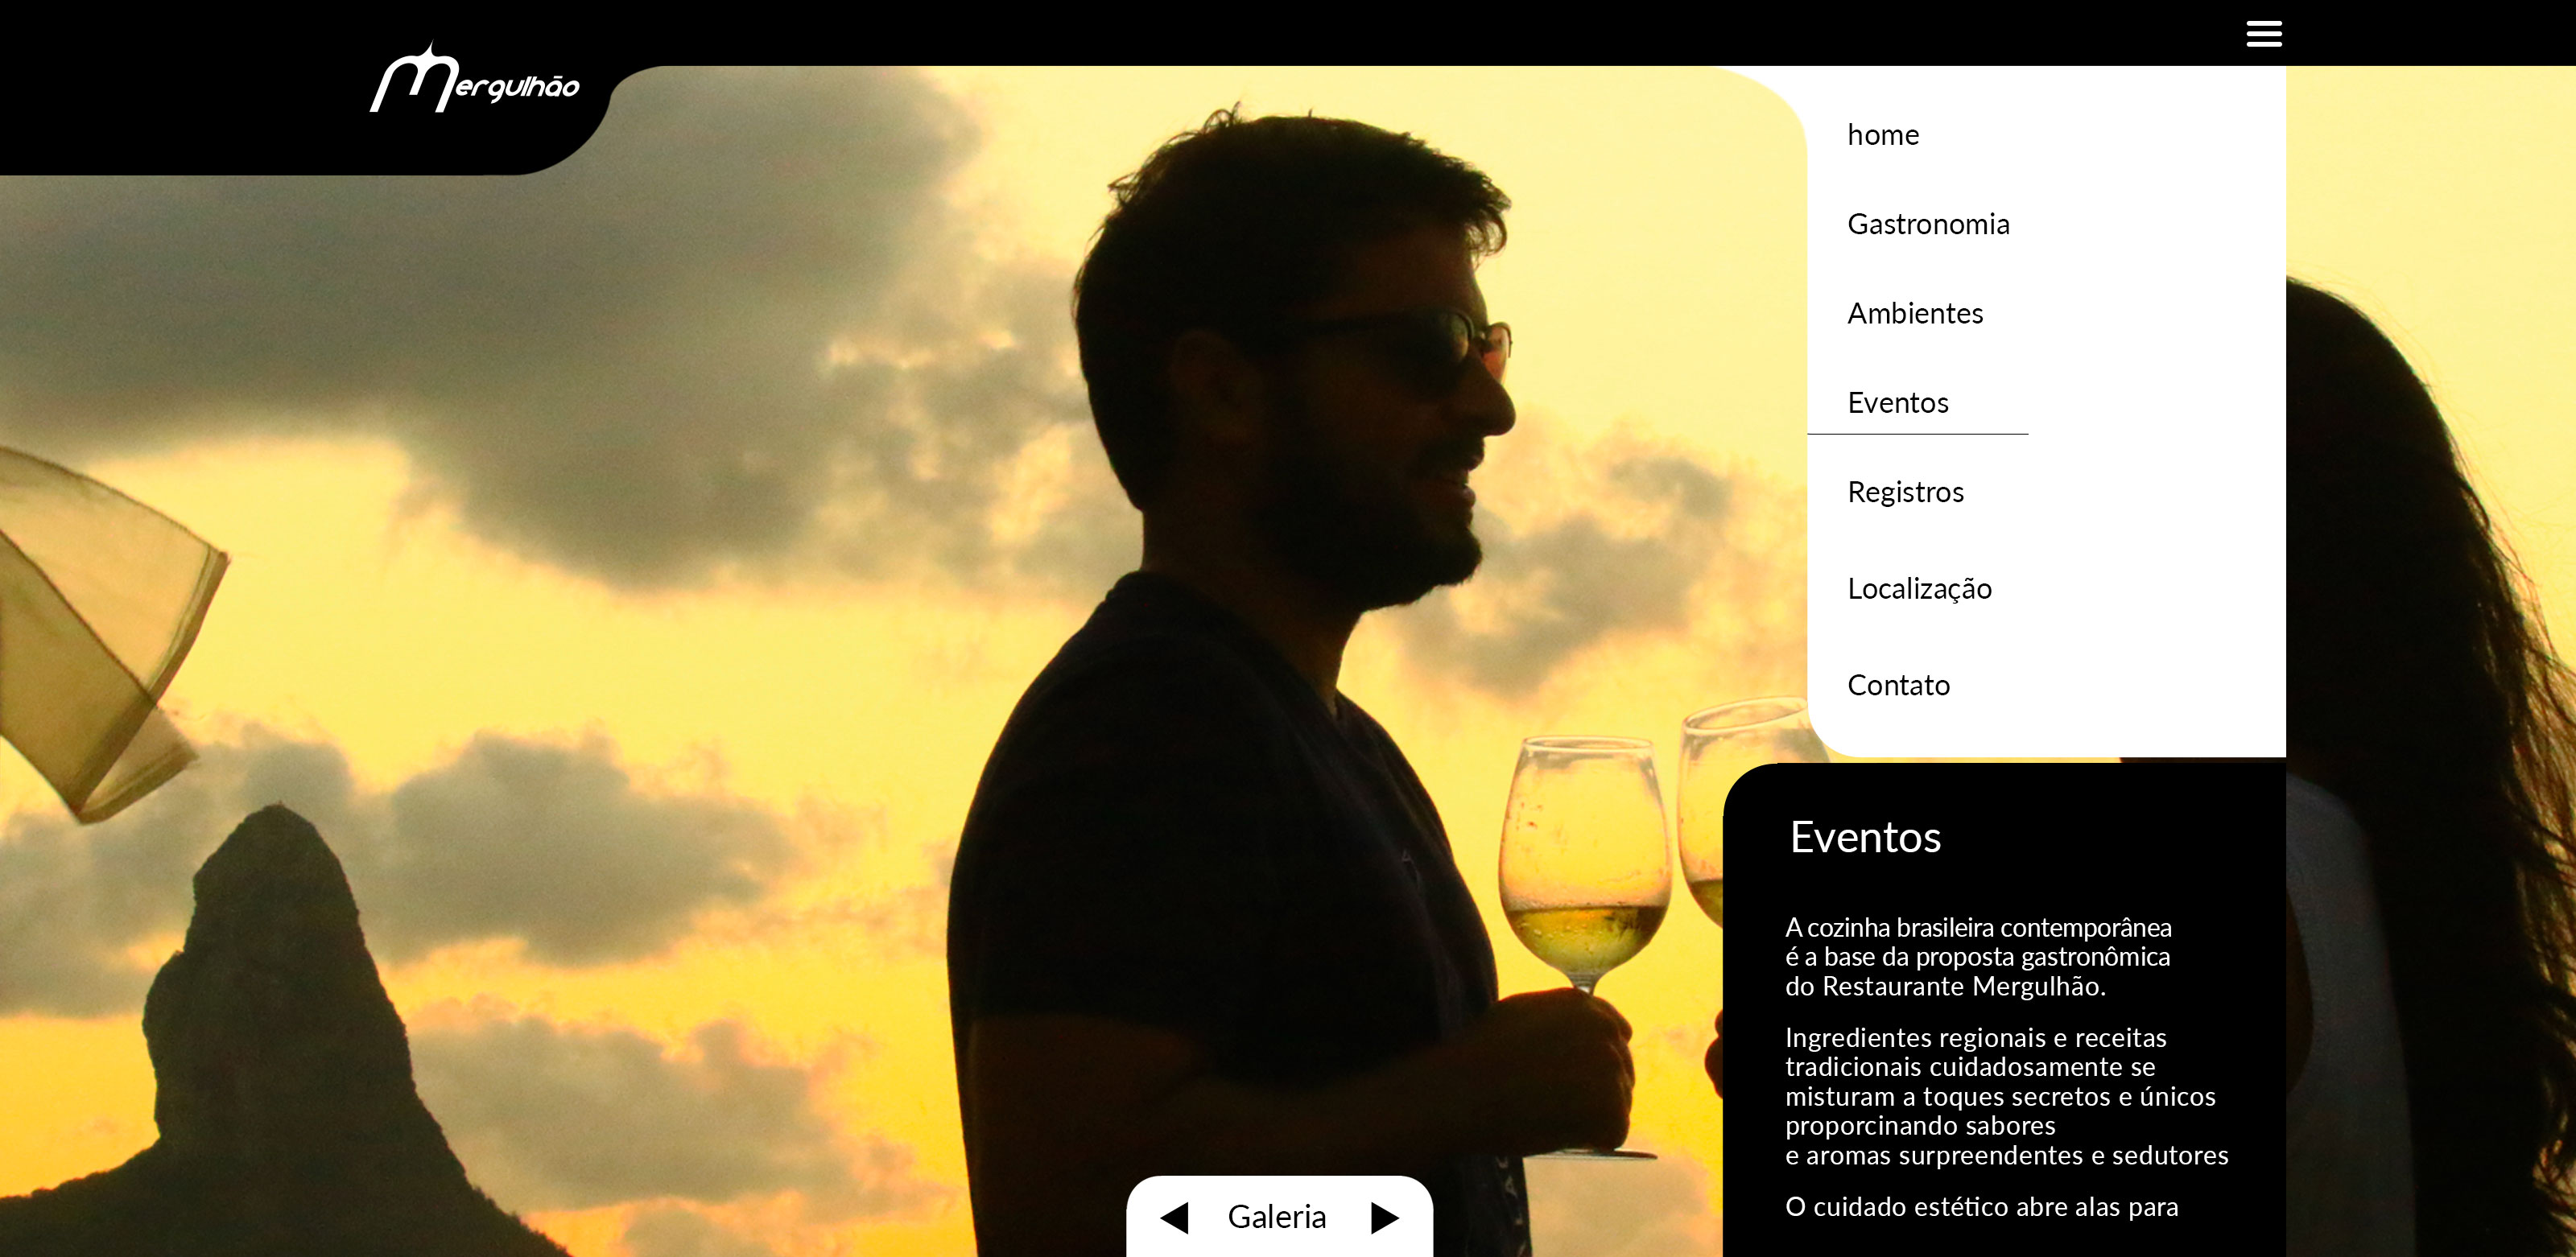 Mergulhão
home
Gastronomia
Ambientes
Eventos
Registros
Localização
Contato
Eventos
A cozinha brasileira contemporânea
é a base da proposta gastronômica
do Restaurante Mergulhão.
Ingredientes regionais e receitas
tradicionais cuidadosamente se
misturam a toques secretos e únicos
proporcinando sabores
e aromas surpreendentes e sedutores
O cuidado estético abre alas para
Galeria